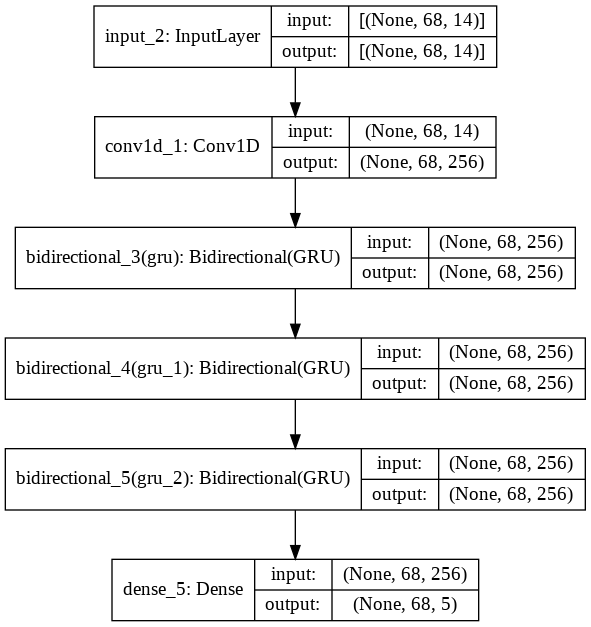 input_2: InputLayer
input:
[(None, 68, 14)]
output:
[(None, 68, 14)]
conv1d_1: Conv1D
input:
(None, 68, 14)
output:
(None, 68, 256)
bidirectional_3(gru): Bidirectional(GRU)
input:
(None, 68, 256)
output:
(None, 68, 256)
bidirectional_4(gru_1): Bidirectional(GRU)
input:
(None, 68, 256)
output:
(None, 68, 256)
bidirectional_5(gru_2): Bidirectional(GRU)
input:
(None, 68, 256)
output:
(None, 68, 256)
dense_5: Dense
input:
(None, 68, 256)
output:
(None, 68, 5)